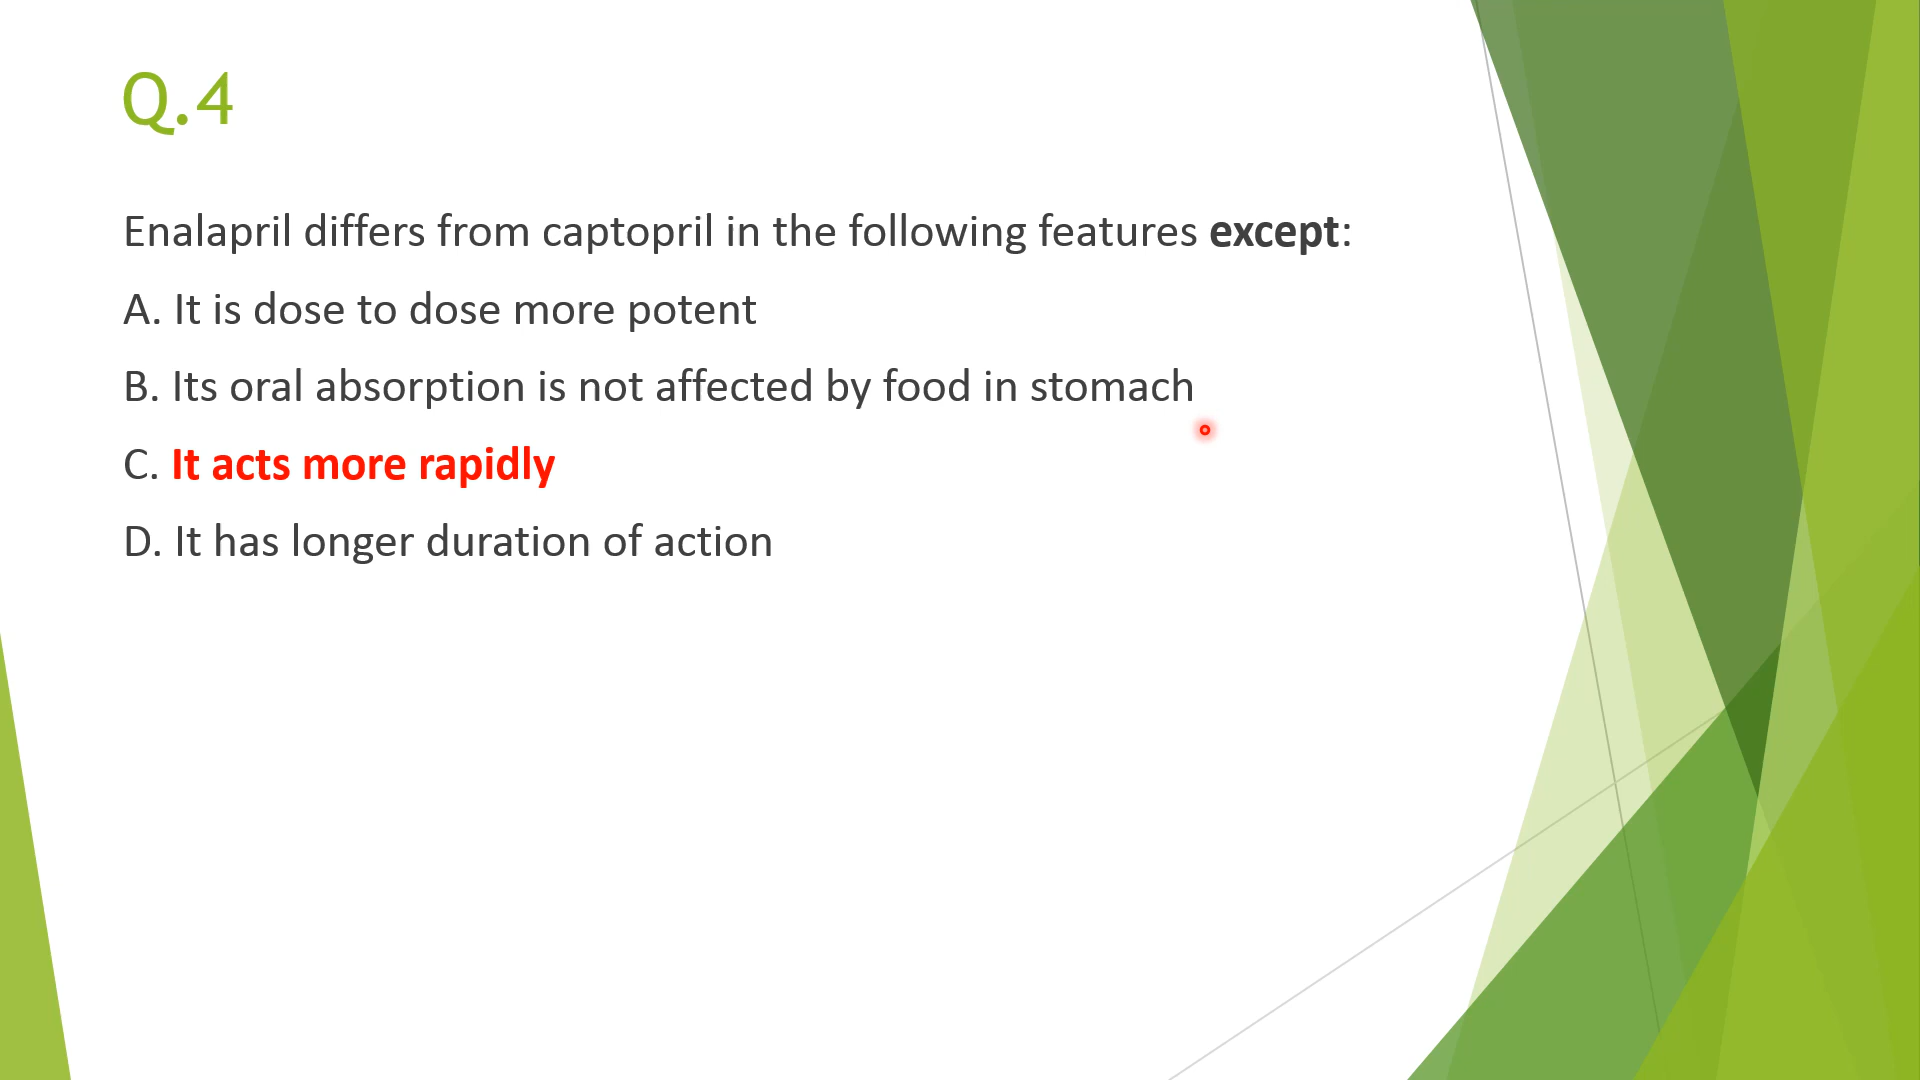 Q.4
Enalapril differs from captopril in the following features except:
A. It is dose to dose more potent
B. Its oral absorption is not affected by food in stomach
C. It acts more rapidly
D. It has longer duration of action